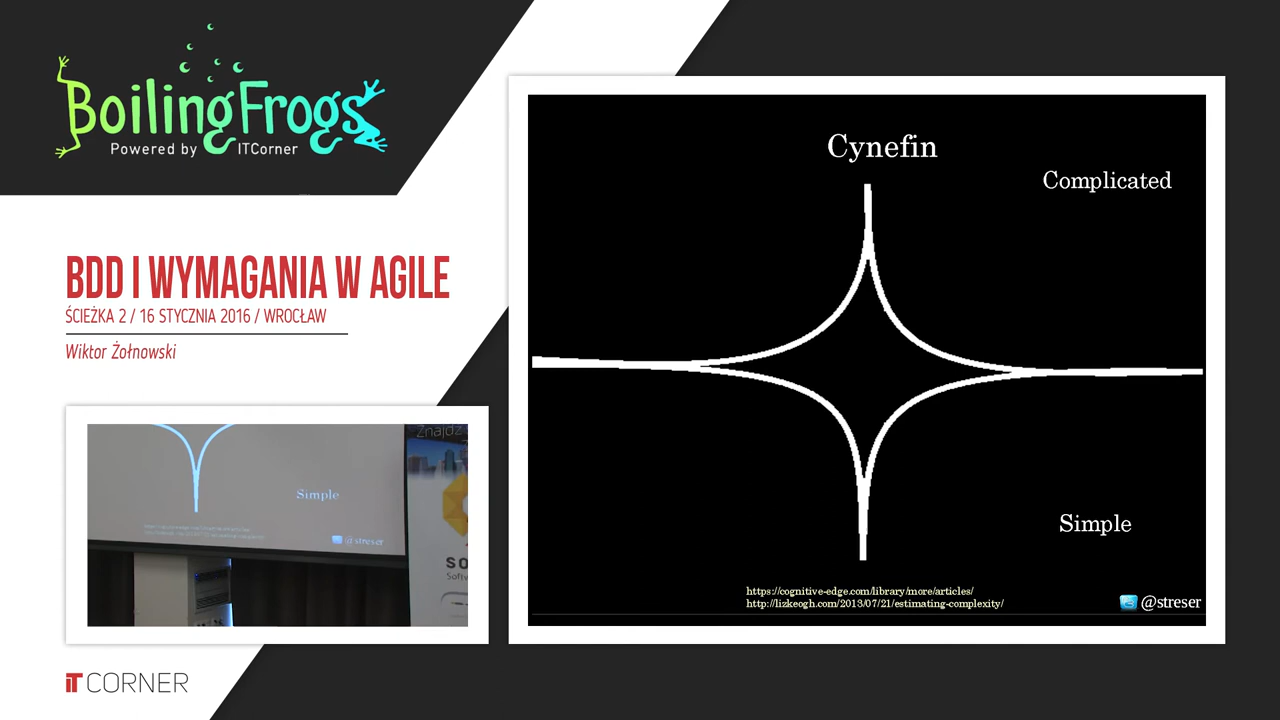 BoilingFrogs
Powered by ITCorner
BDD I WYMAGANIA W AGILE
ŚCIEŻKA 2 / 16 STYCZNIA 2016 / WROCŁAW
Wiktor Żołnowski
Cynefin
Complicated
Simple
https://cognitive-edge.com/library/more/articles/
http://lizkeogh.com/2013/07/21/estimating-complexity/
@streser
Znajdź
Simple
@streser
SO
Softw
iT CORNER